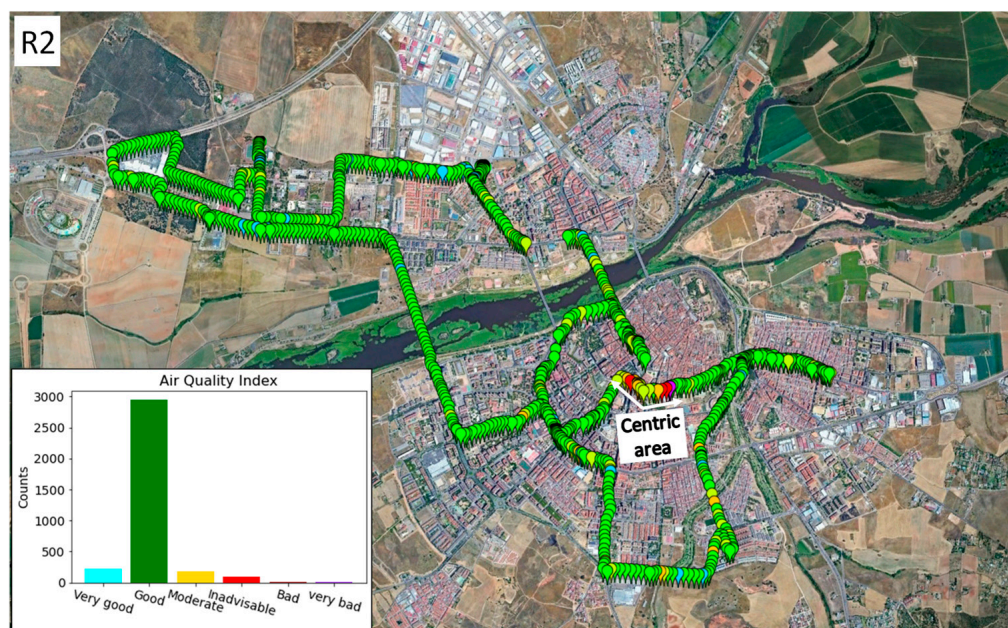 R2
Centric
area
Air Quality Index
Counts
3000
2500
2000
1500
1000
500
0
Very good
Good
Moderate
Inadvisable
Bad
very bad